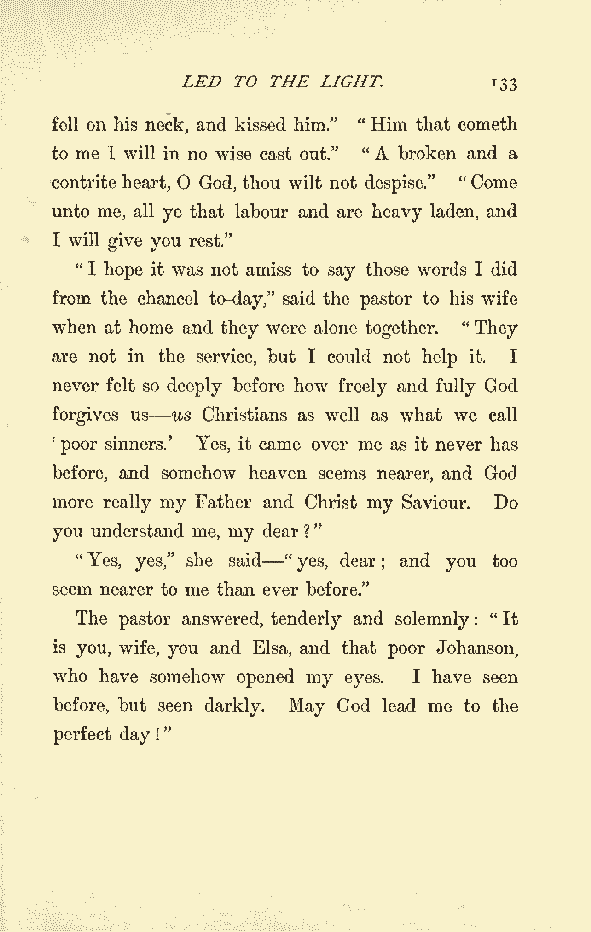 LED TO THE LIGHT. 133
fell on his neck, and kissed him." "Him that cometh
to me I will in no wise cast out." "A broken and a
contrite heart, O God, thou wilt not despise." "Come
unto me, all ye that labour and are heavy laden, and
I will give you rest."
"I hope it was not amiss to say those words I did
from the chancel to-day," said the pastor to his wife
when at home and they were alone together. "They
are not in the service, but I could not help it. I
never felt so deeply before how freely and fully God
forgives us—us Christians as well as what we call
'poor sinners.' Yes, it came over me as it never has
before, and somehow heaven seems nearer, and God
more really my Father and Christ my Saviour. Do
you understand me, my dear?"
"Yes, yes," she said—"yes, dear; and you too
seem nearer to me than ever before."
The pastor answered, tenderly and solemnly: "It
is you, wife, you and Elsa, and that poor Johanson,
who have somehow opened my eyes. I have seen
before, but seen darkly. May God lead me to the
perfect day!"